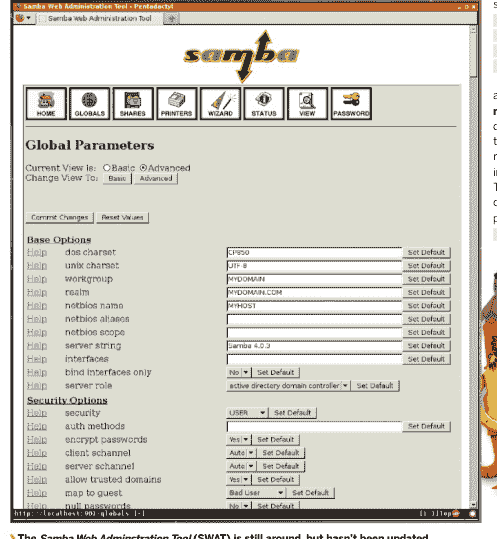 Samba Web Administration Tool - Pentadactyl
Samba Web Administration Tool
samba
HOME GLOBALS SHARES PRINTERS WIZARD STATUS VIEW PASSWORD
Global Parameters
Current View Is: Basic Advanced
Change View To: Basic Advanced
Commit Changes Reset Values
Base Options
Help dos charset CP850 Set Default
Help unix charset UTF-8 Set Default
Help workgroup MYDOMAIN Set Default
Help realm MYDOMAIN.COM Set Default
Help netbios name MYHOST Set Default
Help netbios aliases Set Default
Help netbios scope Set Default
Help server string Samba 4.0.3 Set Default
Help interfaces Set Default
Help bind interfaces only No Set Default
Help server role active directory domain controller Set Default
Security Options
Help security USER Set Default
Help auth methods Set Default
Help encrypt passwords Yes Set Default
Help client schannel Auto Set Default
Help server schannel Auto Set Default
Help allow trusted domains Yes Set Default
Help map to guest Bad User Set Default
Help null passwords No Set Default
The Samba Web Adminstration Tool (SWAT) is still around, but hasn't been updated